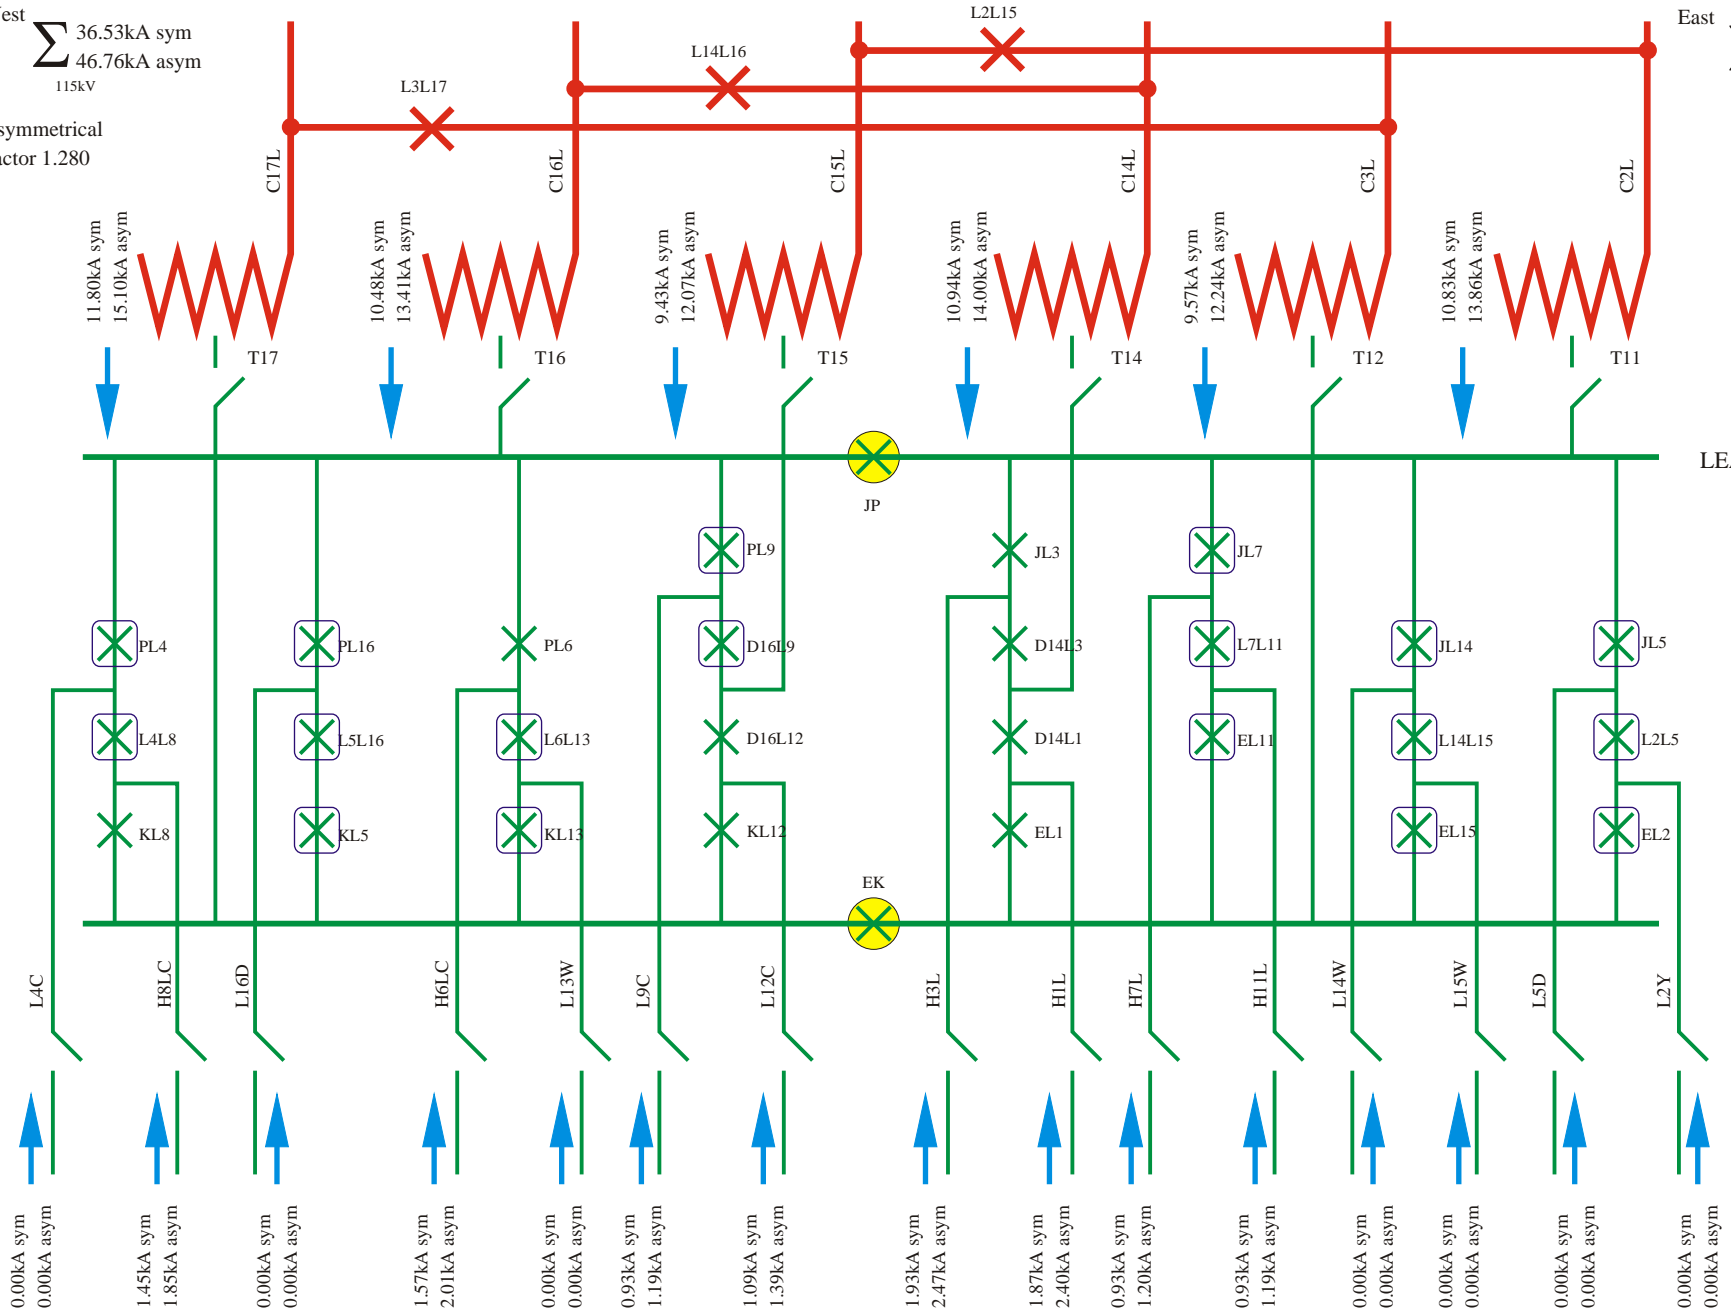 36.53kA sym
46.76kA asym
115kV
1.280
East
L2L15
L14L16
L3L17
C17L
C16L
C15L
C14L
C3L
C2L
11.80kA sym
15.10kA asym
10.48kA sym
13.41kA asym
9.43kA sym
12.07kA asym
10.94kA sym
14.00kA asym
9.57kA sym
12.24kA asym
10.83kA sym
13.86kA asym
T17
T16
T15
T14
T12
T11
JP
PL9
JL3
JL7
PL4
PL16
PL6
D16L9
D14L3
L7L11
JL14
JL5
L4L8
L5L16
L6L13
D16L12
D14L1
EL11
L14L15
L2L5
KL8
KL5
KL13
KL12
EL1
EL15
EL2
EK
L4C
H8LC
L16D
H6LC
L13W
L9C
L12C
H3L
H1L
H7L
H11L
L14W
L15W
L5D
L2Y
0.00kA sym
0.00kA asym
1.45kA sym
1.85kA asym
0.00kA sym
0.00kA asym
1.57kA sym
2.01kA asym
0.00kA sym
0.00kA asym
0.93kA sym
1.19kA asym
1.09kA sym
1.39kA asym
1.93kA sym
2.47kA asym
1.87kA sym
2.40kA asym
0.93kA sym
1.20kA asym
0.93kA sym
1.19kA asym
0.00kA sym
0.00kA asym
0.00kA sym
0.00kA asym
0.00kA sym
0.00kA asym
0.00kA sym
0.00kA asym